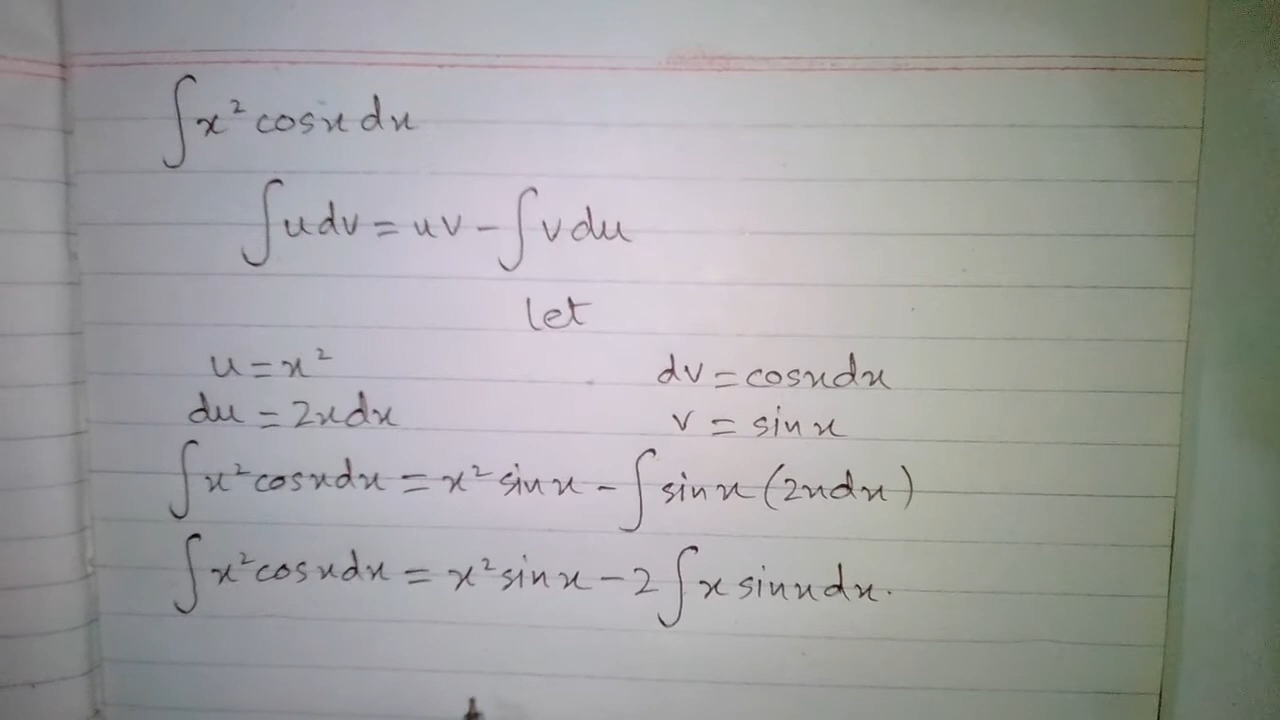 ∫x² cosx dx
∫u dv = uv - ∫v du
let
u = x²
dv = cosx dx
du = 2x dx
v = sin x
∫x² cosx dx = x² sin x - ∫sin x (2x dx)
∫x² cosx dx = x² sin x - 2∫x sin x dx.